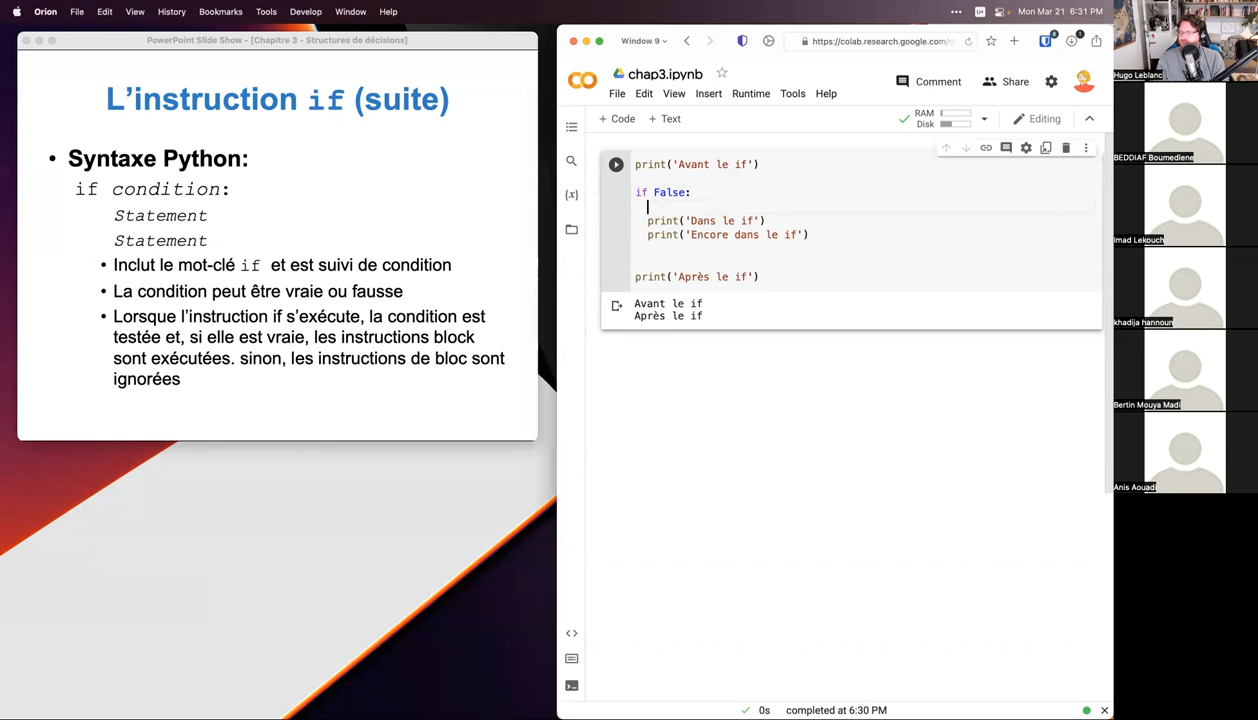 Orion File Edit View History Bookmarks Tools Develop Window Help
Mon Mar 21 6:31 PM
PowerPoint Slide Show - [Chapitre 3 - Structures de décisions]
L’instruction if (suite)
• Syntaxe Python:
if condition:
Statement
Statement
• Inclut le mot-clé if et est suivi de condition
• La condition peut être vraie ou fausse
• Lorsque l’instruction if s’exécute, la condition est
testée et, si elle est vraie, les instructions block
sont exécutées. sinon, les instructions de bloc sont
ignorées
Window 9
https://colab.research.google.com/
chap3.ipynb
Comment Share
File Edit View Insert Runtime Tools Help
+ Code + Text
RAM
Disk
Editing
print('Avant le if')
if False:
print('Dans le if')
print('Encore dans le if')
print('Après le if')
Avant le if
Après le if
0s completed at 6:30 PM
Hugo Leblanc
BEDDIAF Boumediene
Imad Lekouch
khadija hannoun
Bertin Mouya Madi
Anis Aouadi